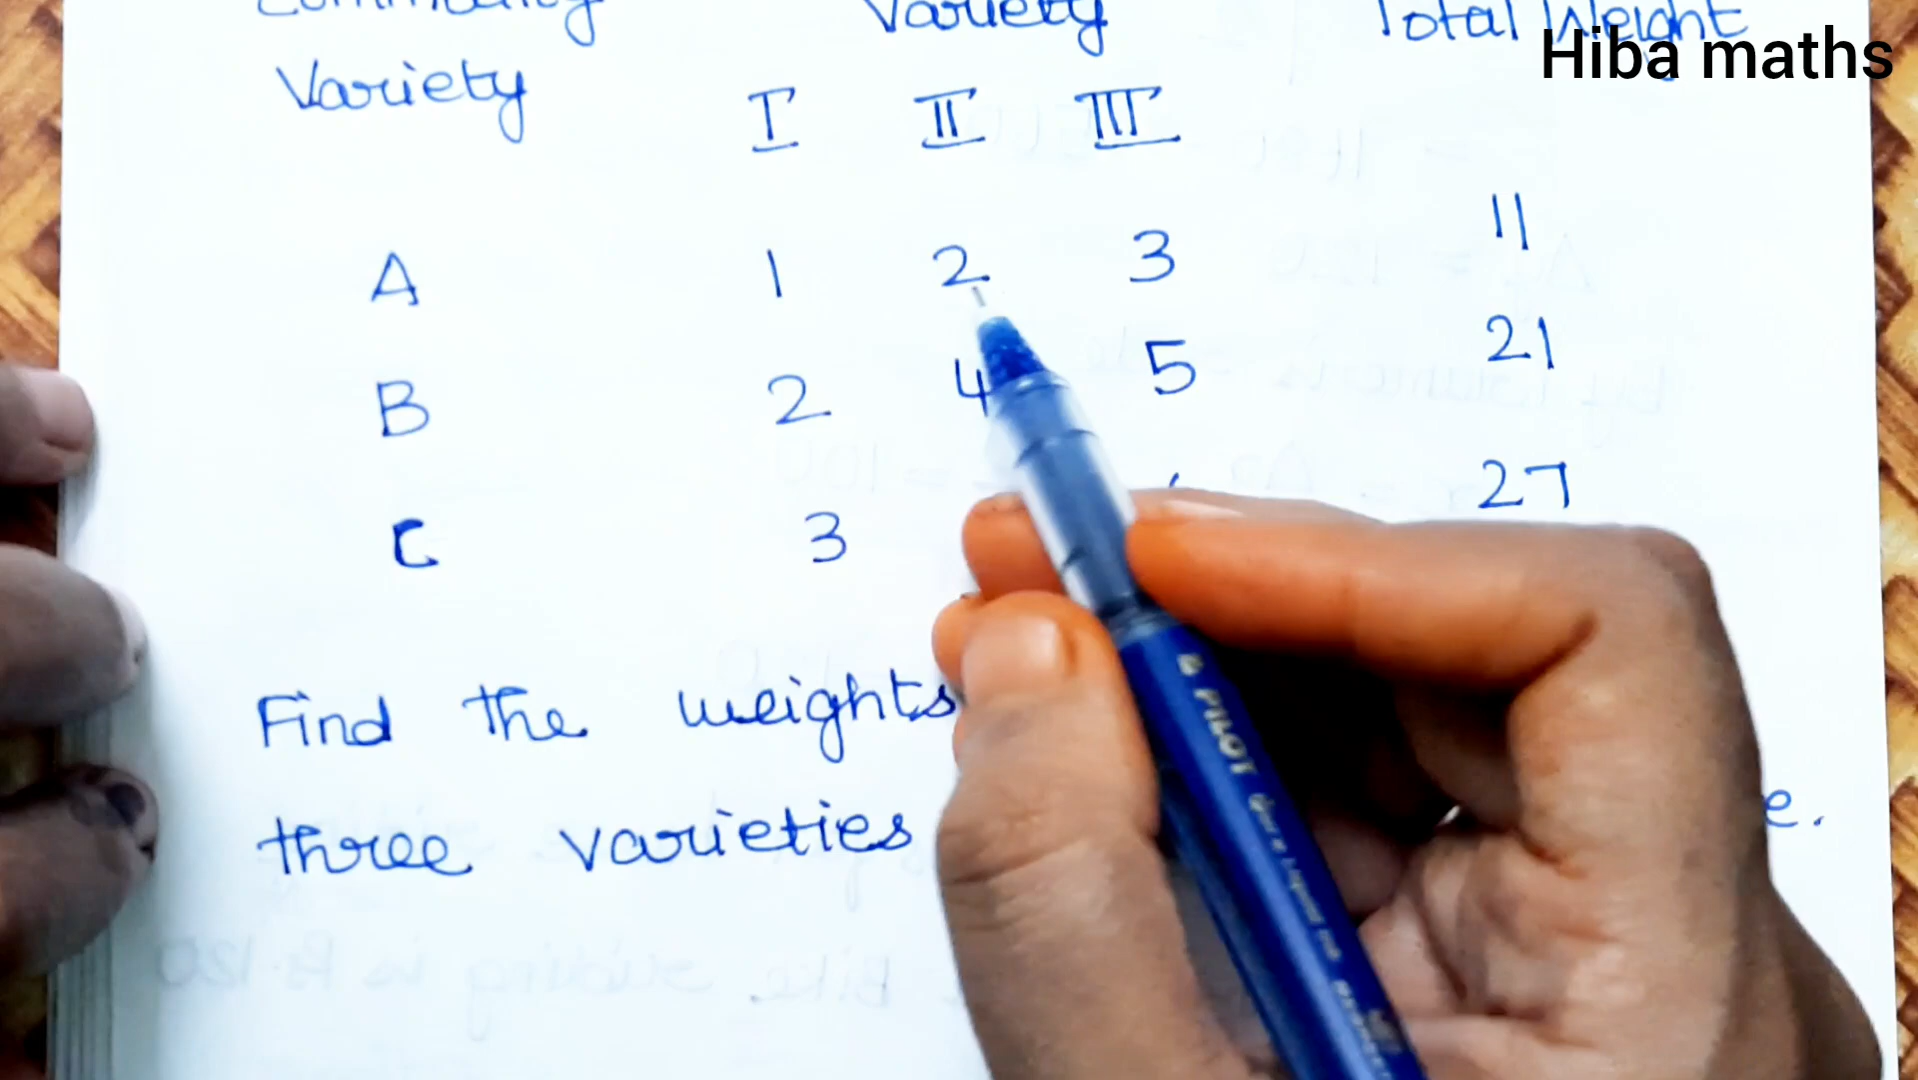 Variety Total Weight
Hiba maths
Variety
I II III
A 1 2 3 11
B 2 4 5 21
C 3 27
Find the weights
three varieties e.
B PILOT